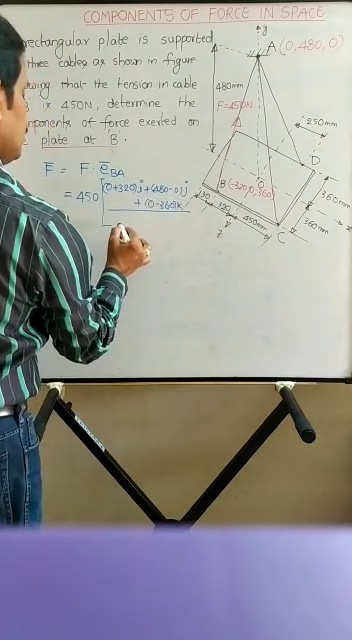 COMPONENTS OF FORCE IN SPACE
rectangular plate is supported
three cables as shown in figure
wing that the tension in cable
is 450N, determine the
ponents of force exerted on
plate at B.
F̅ = F · e̅BA
= 450 [(0+320)i + (480-0)j
+ (0-360)k
y
A (0,480,0)
480mm
F=450N
250mm
D
O
B(-320,0,360)
360mm
360mm
450mm
C
x
z